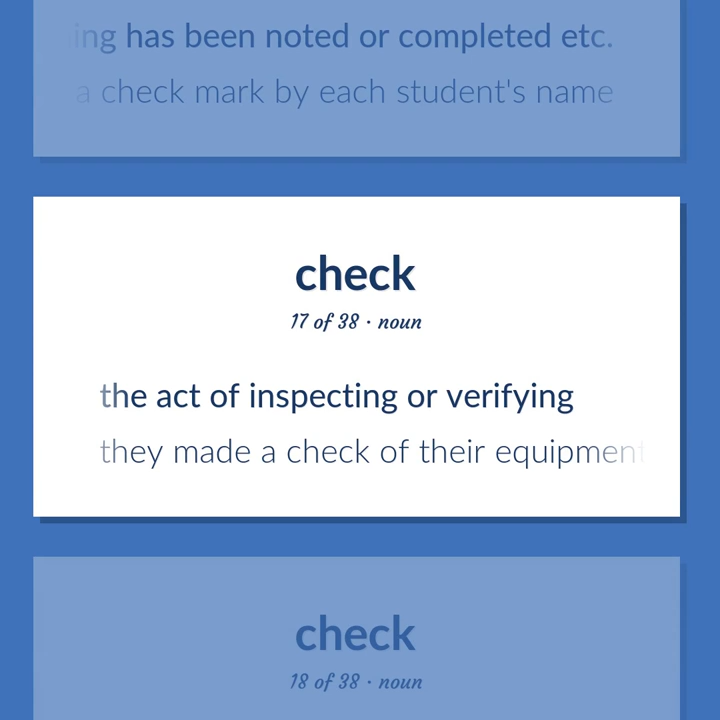 ing has been noted or completed etc.
a check mark by each student's name
check
17 of 38 · noun
the act of inspecting or verifying
they made a check of their equipment
check
18 of 38 · noun